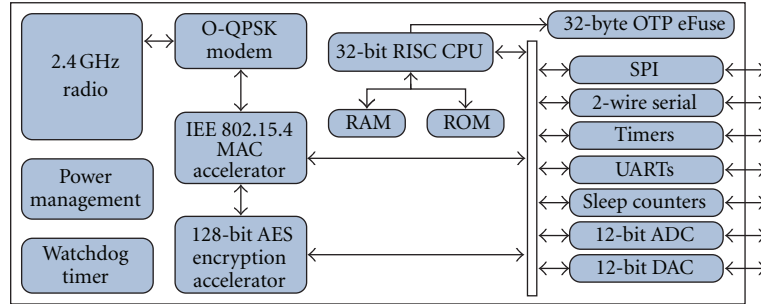 2.4 GHz
radio
O-QPSK
modem
32-bit RISC CPU
32-byte OTP eFuse
RAM
ROM
IEE 802.15.4
MAC
accelerator
Power
management
128-bit AES
encryption
accelerator
Watchdog
timer
SPI
2-wire serial
Timers
UARTs
Sleep counters
12-bit ADC
12-bit DAC